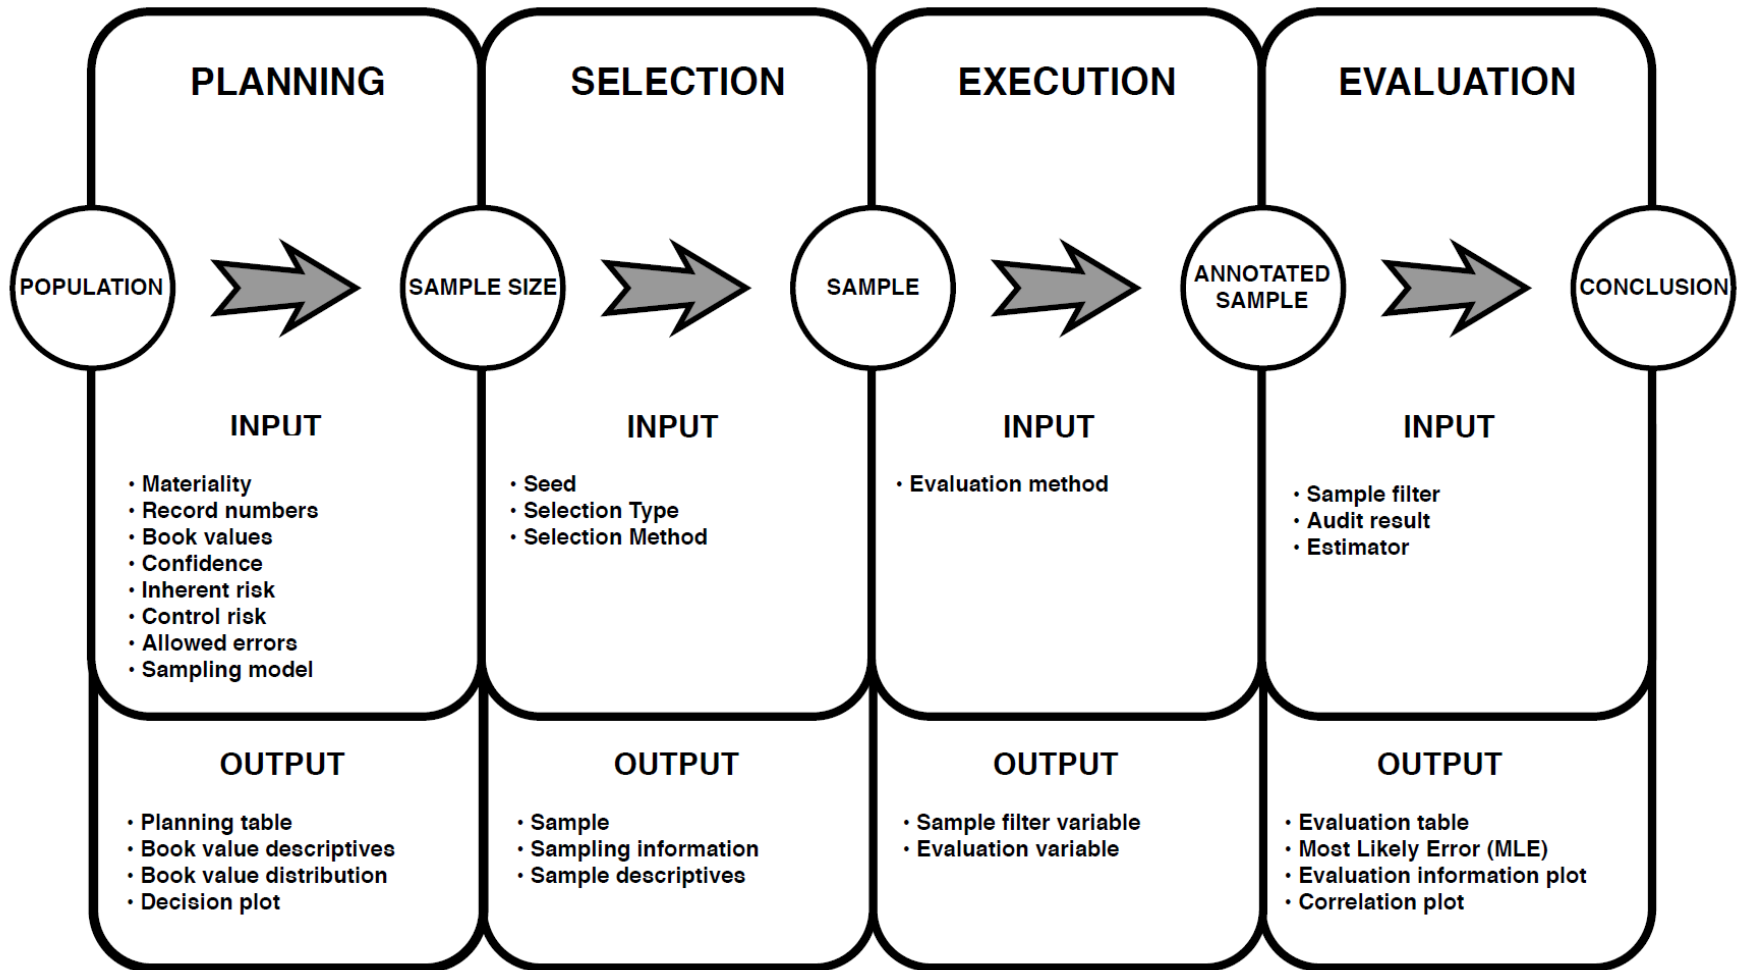 PLANNING
SELECTION
EXECUTION
EVALUATION
POPULATION
SAMPLE SIZE
SAMPLE
ANNOTATED
SAMPLE
CONCLUSION
INPUT
• Materiality
• Record numbers
• Book values
• Confidence
• Inherent risk
• Control risk
• Allowed errors
• Sampling model
INPUT
• Seed
• Selection Type
• Selection Method
INPUT
• Evaluation method
INPUT
• Sample filter
• Audit result
• Estimator
OUTPUT
• Planning table
• Book value descriptives
• Book value distribution
• Decision plot
OUTPUT
• Sample
• Sampling information
• Sample descriptives
OUTPUT
• Sample filter variable
• Evaluation variable
OUTPUT
• Evaluation table
• Most Likely Error (MLE)
• Evaluation information plot
• Correlation plot